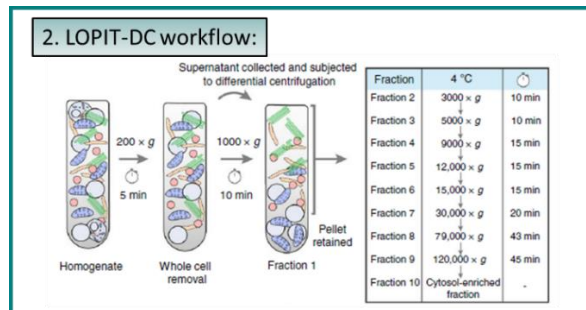 2. LOPIT-DC workflow:
Supernatant collected and subjected
to differential centrifugation
200 × g
5 min
1000 × g
10 min
Pellet
retained
Homogenate
Whole cell
removal
Fraction 1
Fraction 4 °C
Fraction 2 3000 × g 10 min
Fraction 3 5000 × g 10 min
Fraction 4 9000 × g 15 min
Fraction 5 12,000 × g 15 min
Fraction 6 15,000 × g 15 min
Fraction 7 30,000 × g 20 min
Fraction 8 79,000 × g 43 min
Fraction 9 120,000 × g 45 min
Fraction 10 Cytosol-enriched
fraction -